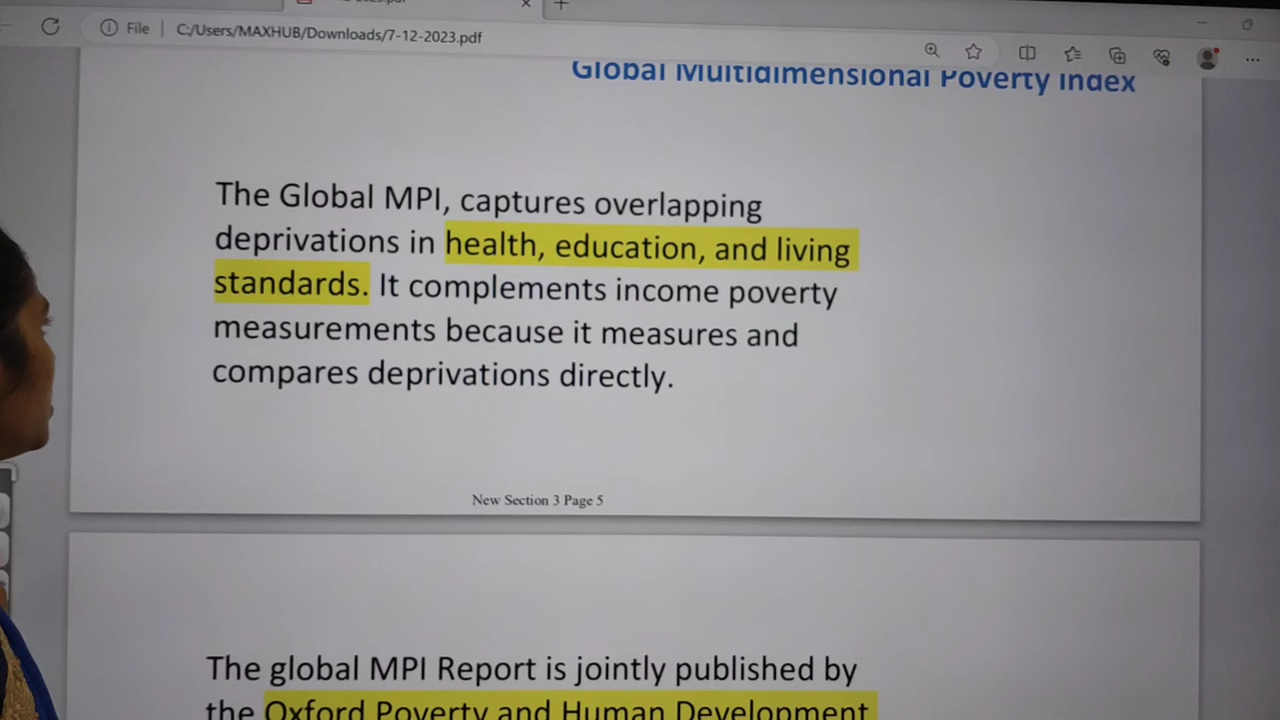 File
C:/Users/MAXHUB/Downloads/7-12-2023.pdf
Global Multidimensional Poverty Index
The Global MPI, captures overlapping
deprivations in health, education, and living
standards. It complements income poverty
measurements because it measures and
compares deprivations directly.
New Section 3 Page 5
The global MPI Report is jointly published by
the Oxford Poverty and Human Development